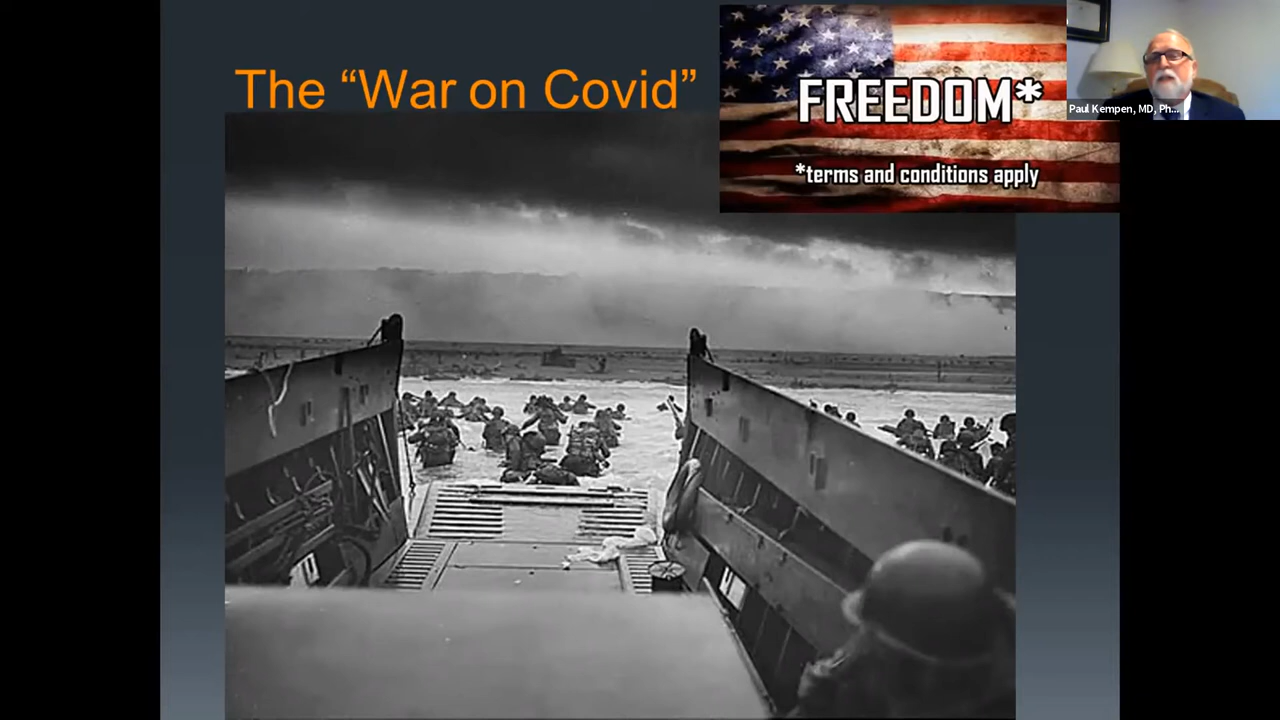 The “War on Covid”
FREEDOM*
*terms and conditions apply
Paul Kempen, MD, Ph...